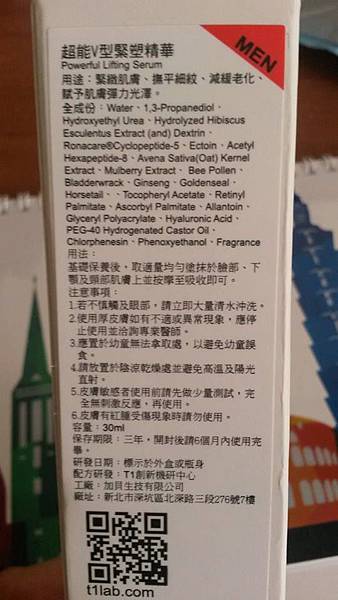 超能V型緊塑精華
Powerful Lifting Serum
MEN
用途：緊緻肌膚、撫平細紋、減緩老化、
賦予肌膚彈力光澤。
全成份：Water、1,3-Propanediol、
Hydroxyethyl Urea、Hydrolyzed Hibiscus
Esculentus Extract (and) Dextrin、
Ronacare®Cyclopeptide-5、Ectoin、Acetyl
Hexapeptide-8、Avena Sativa(Oat) Kernel
Extract、Mulberry Extract、 Bee Pollen、
Bladderwrack、Ginseng、Goldenseal、
Horsetail、、Tocopheryl Acetate、Retinyl
Palmitate、Ascorbyl Palmitate、Allantoin、
Glyceryl Polyacrylate、Hyaluronic Acid、
PEG-40 Hydrogenated Castor Oil、
Chlorphenesin、Phenoxyethanol、Fragrance
用法：
基礎保養後，取適量均勻塗抹於臉部、下
顎及頸部肌膚上並按摩至吸收即可。
注意事項：
1.若不慎觸及眼部，請立即大量清水沖洗。
2.使用厚皮膚如有不適或異常現象，應停
止使用並洽詢專業醫師。
3.應置於幼童無法拿取處，以避免幼童誤
食。
4.請放置於陰涼乾燥處並避免高溫及陽光
直射。
5.皮膚敏感者使用前請先做少量測試，完
全無刺激反應，再使用。
6.皮膚有紅腫受傷現象時請勿使用。
容量：30ml
保存期限：三年，開封後請6個月內使用完
畢。
研發日期：標示於外盒或瓶身
配方研發：T1創新機研中心
工廠：加貝生技有限公司
廠址：新北市深坑區北深路三段276號7樓
t1lab.com